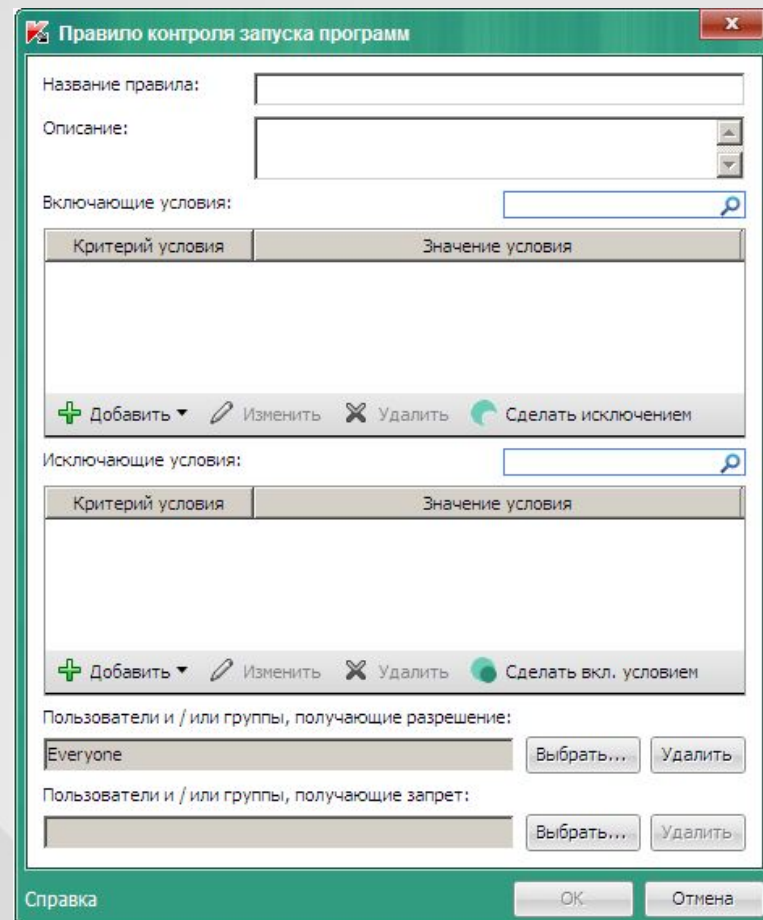 Правило контроля запуска программ
Название правила:
Описание:
Включающие условия:
Критерий условия Значение условия
Добавить Изменить Удалить Сделать исключением
Исключающие условия:
Критерий условия Значение условия
Добавить Изменить Удалить Сделать вкл. условием
Пользователи и / или группы, получающие разрешение:
Everyone Выбрать... Удалить
Пользователи и / или группы, получающие запрет:
Выбрать... Удалить
Справка OK Отмена